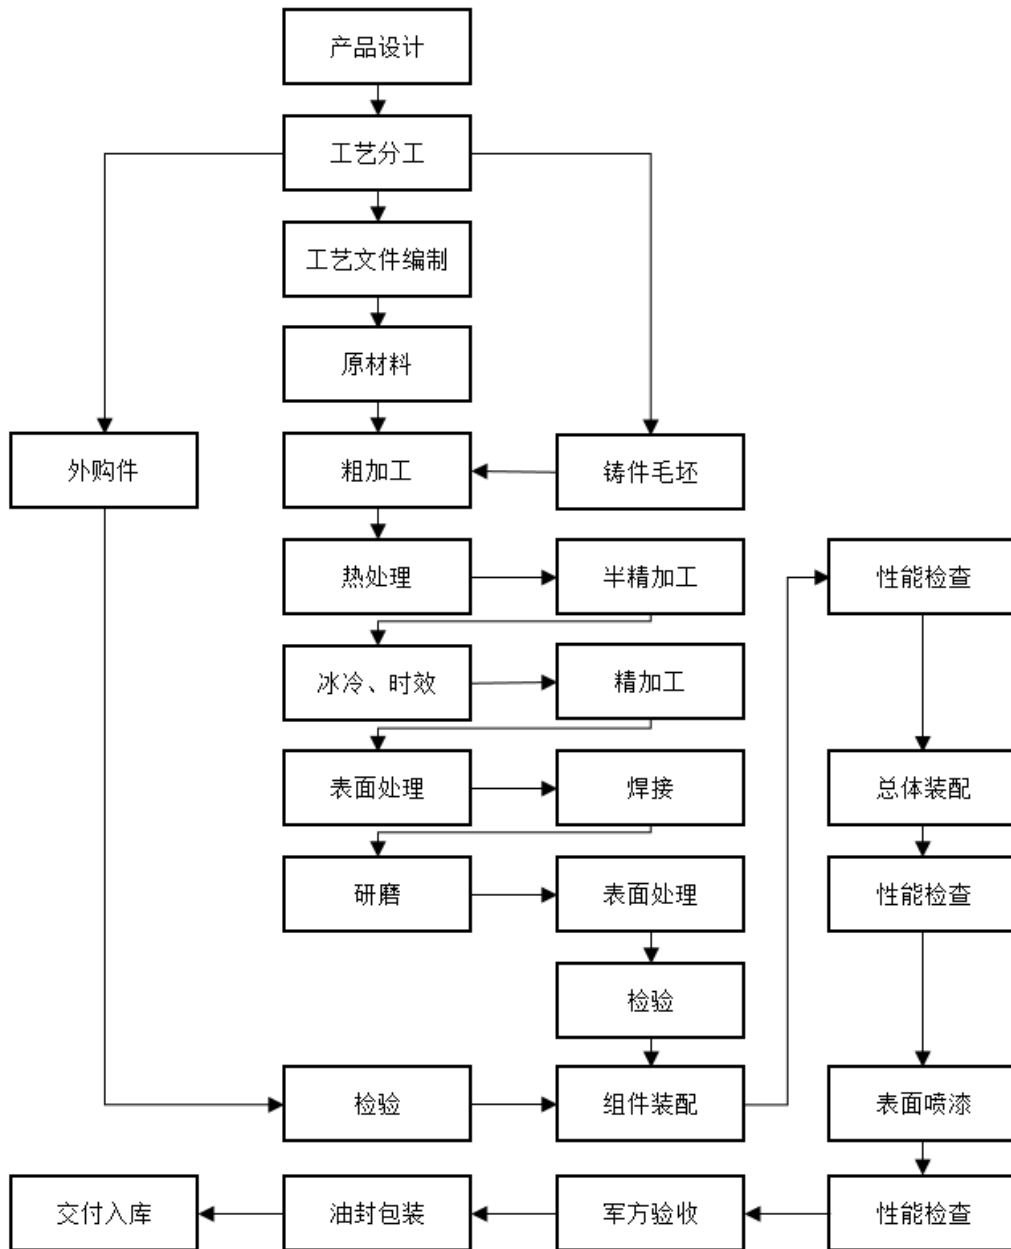 产品设计
工艺分工
工艺文件编制
原材料
外购件
粗加工
铸件毛坯
热处理
半精加工
性能检查
冰冷、时效
精加工
表面处理
焊接
总体装配
研磨
表面处理
性能检查
检验
检验
组件装配
表面喷漆
交付入库
油封包装
军方验收
性能检查